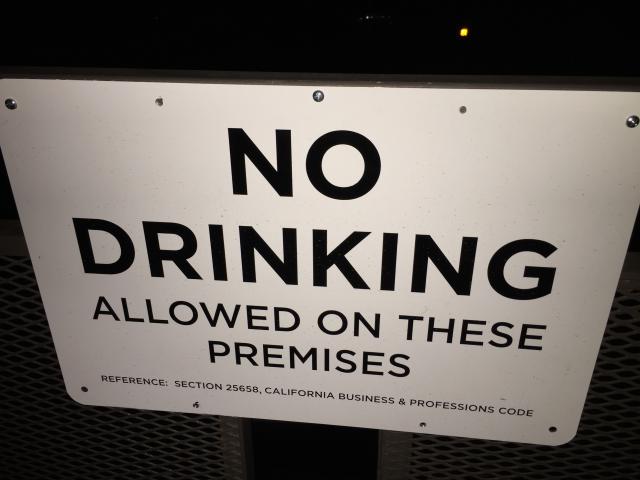 NO
DRINKING
ALLOWED ON THESE
PREMISES
REFERENCE: SECTION 25658, CALIFORNIA BUSINESS & PROFESSIONS CODE